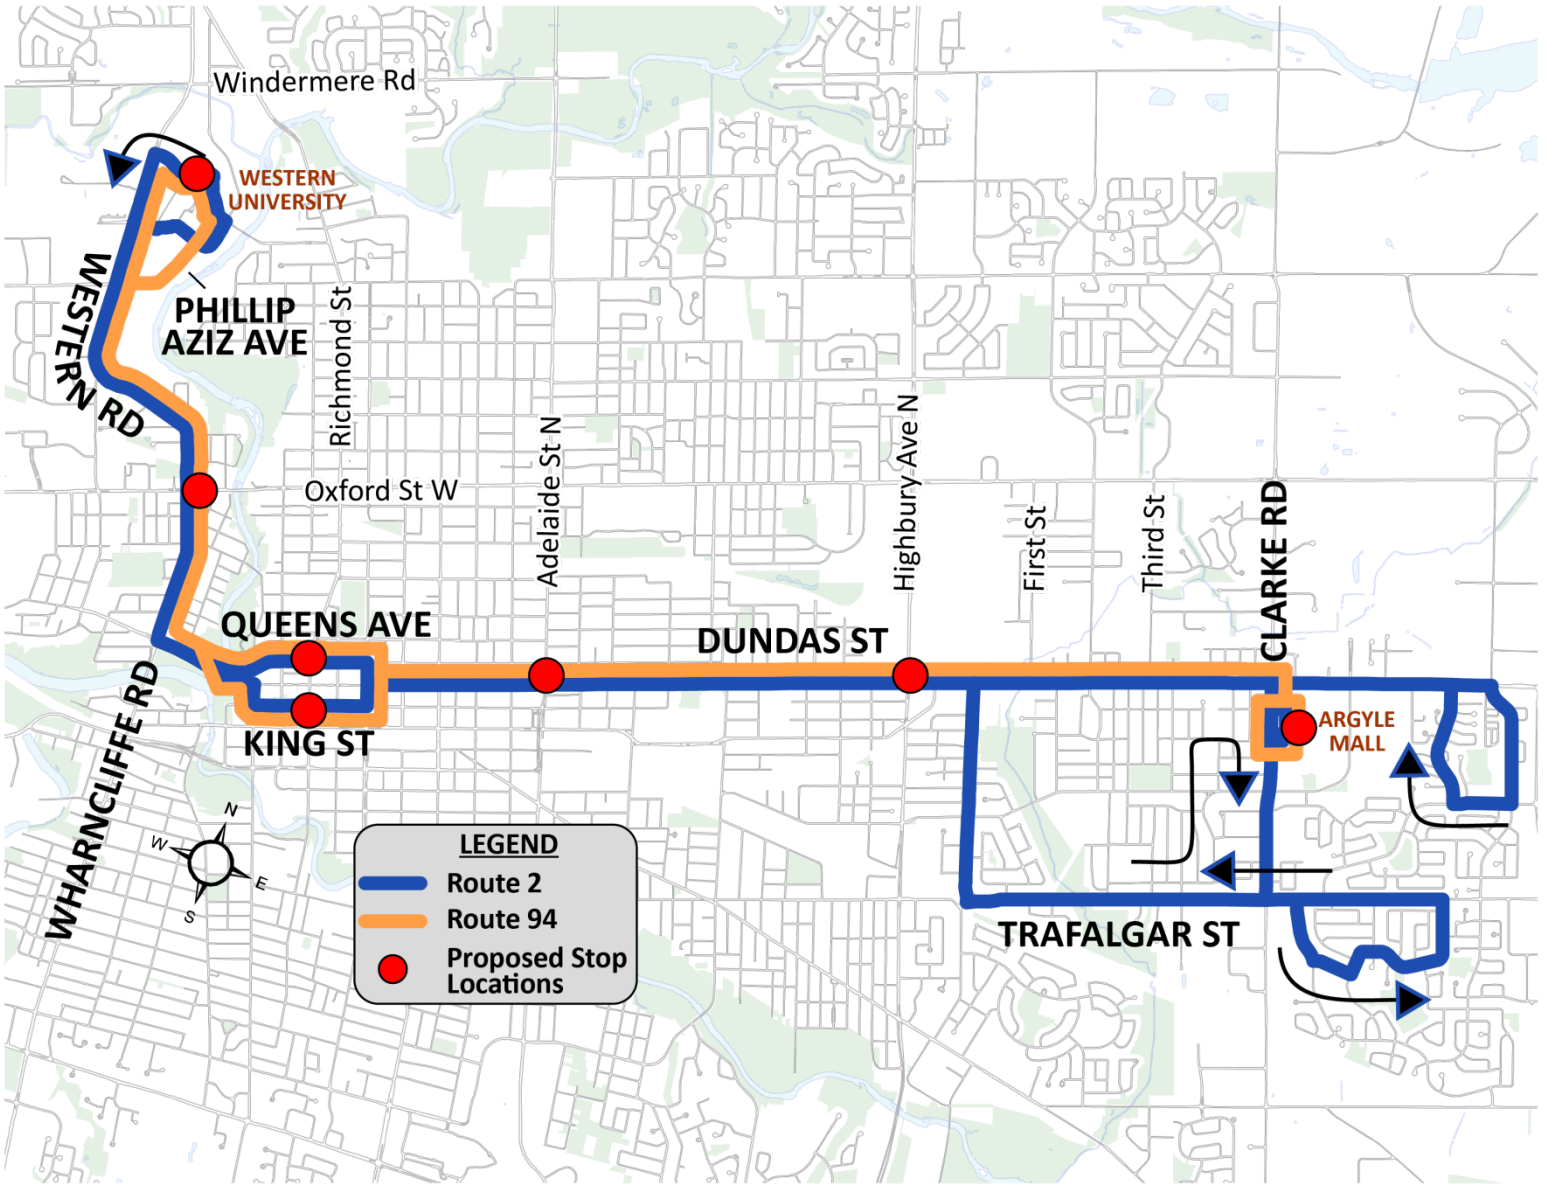 Windermere Rd
WESTERN
UNIVERSITY
WESTERN RD
PHILLIP
AZIZ AVE
Richmond St
Oxford St W
Adelaide St N
Highbury Ave N
First St
Third St
CLARKE RD
QUEENS AVE
DUNDAS ST
KING ST
WHARNCLIFFE RD
ARGYLE
MALL
TRAFALGAR ST
N
W
E
S
LEGEND
Route 2
Route 94
Proposed Stop
Locations